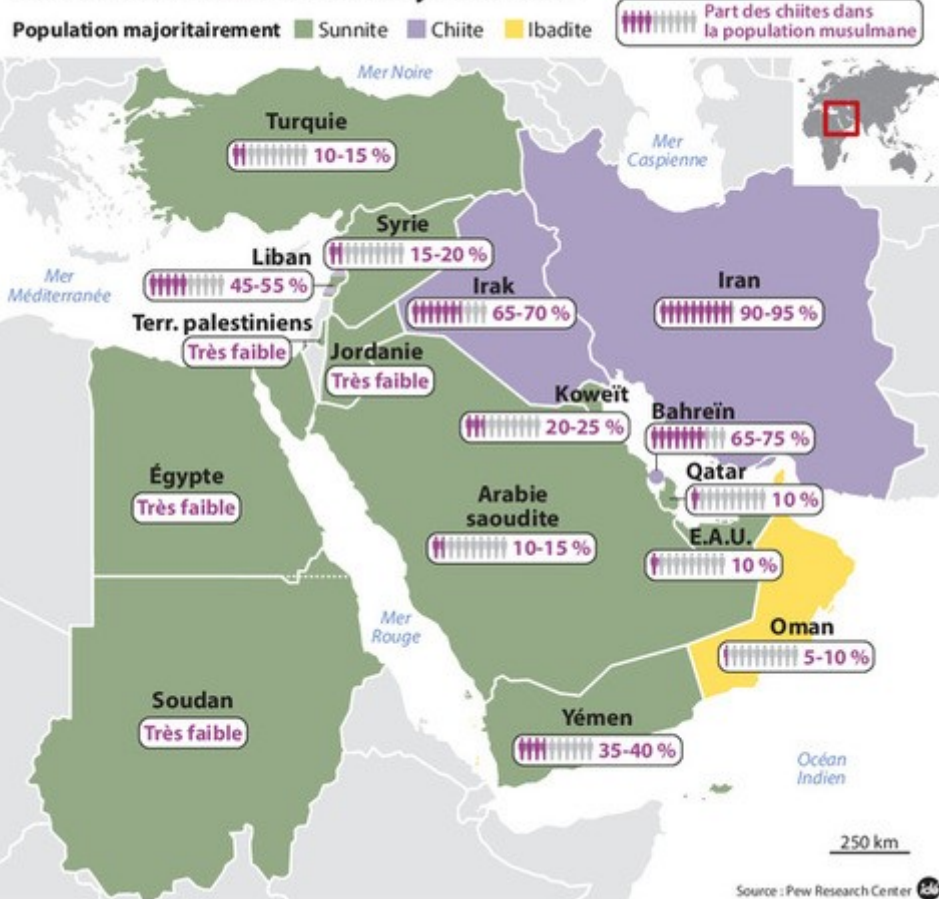 Population majoritairement Sunnite Chiite Ibadite
Part des chiites dans
la population musulmane
Mer Noire
Turquie
10-15 %
Mer
Caspienne
Syrie
15-20 %
Liban
45-55 %
Mer
Méditerranée
Irak
65-70 %
Iran
90-95 %
Terr. palestiniens
Très faible
Jordanie
Très faible
Koweït
20-25 %
Bahreïn
65-75 %
Qatar
10 %
Égypte
Très faible
Arabie
saoudite
10-15 %
E.A.U.
10 %
Mer
Rouge
Oman
5-10 %
Soudan
Très faible
Yémen
35-40 %
Océan
Indien
250 km
Source : Pew Research Center idé